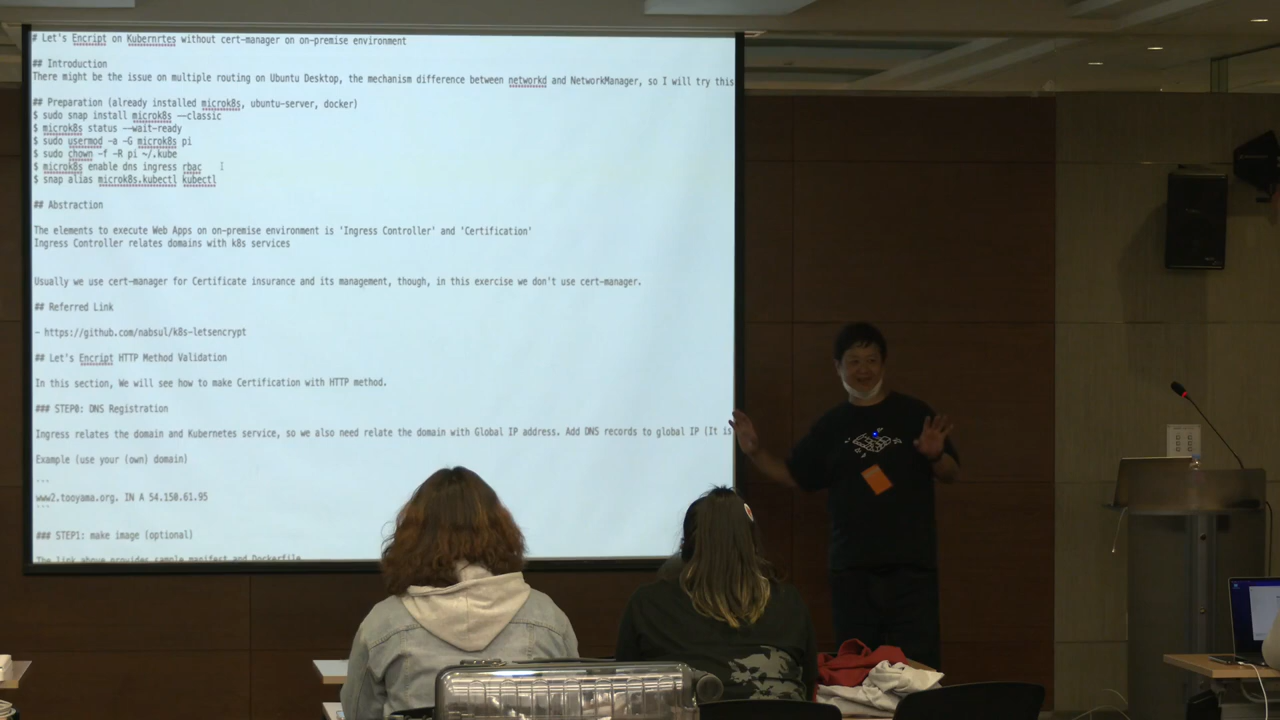 # Let's Encript on Kubernrtes without cert-manager on on-premise environment
## Introduction
There might be the issue on multiple routing on Ubuntu Desktop, the mechanism difference between networkd and NetworkManager, so I will try this
## Preparation (already installed microk8s, ubuntu-server, docker)
$ sudo snap install microk8s --classic
$ microk8s status --wait-ready
$ sudo usermod -a -G microk8s pi
$ sudo chown -f -R pi ~/.kube
$ microk8s enable dns ingress rbac
$ snap alias microk8s.kubectl kubectl
## Abstraction
The elements to execute Web Apps on on-premise environment is 'Ingress Controller' and 'Certification'
Ingress Controller relates domains with k8s services
Usually we use cert-manager for Certificate insurance and its management, though, in this exercise we don't use cert-manager.
## Referred Link
- https://github.com/nabsul/k8s-letsencrypt
## Let's Encript HTTP Method Validation
In this section, We will see how to make Certification with HTTP method.
### STEP0: DNS Registration
Ingress relates the domain and Kubernetes service, so we also need relate the domain with Global IP address. Add DNS records to global IP (It is
Example (use your (own) domain)
```
www2.tooyama.org. IN A 54.150.61.95
```
### STEP1: make image (optional)
The link above provides sample manifest and Dockerfile